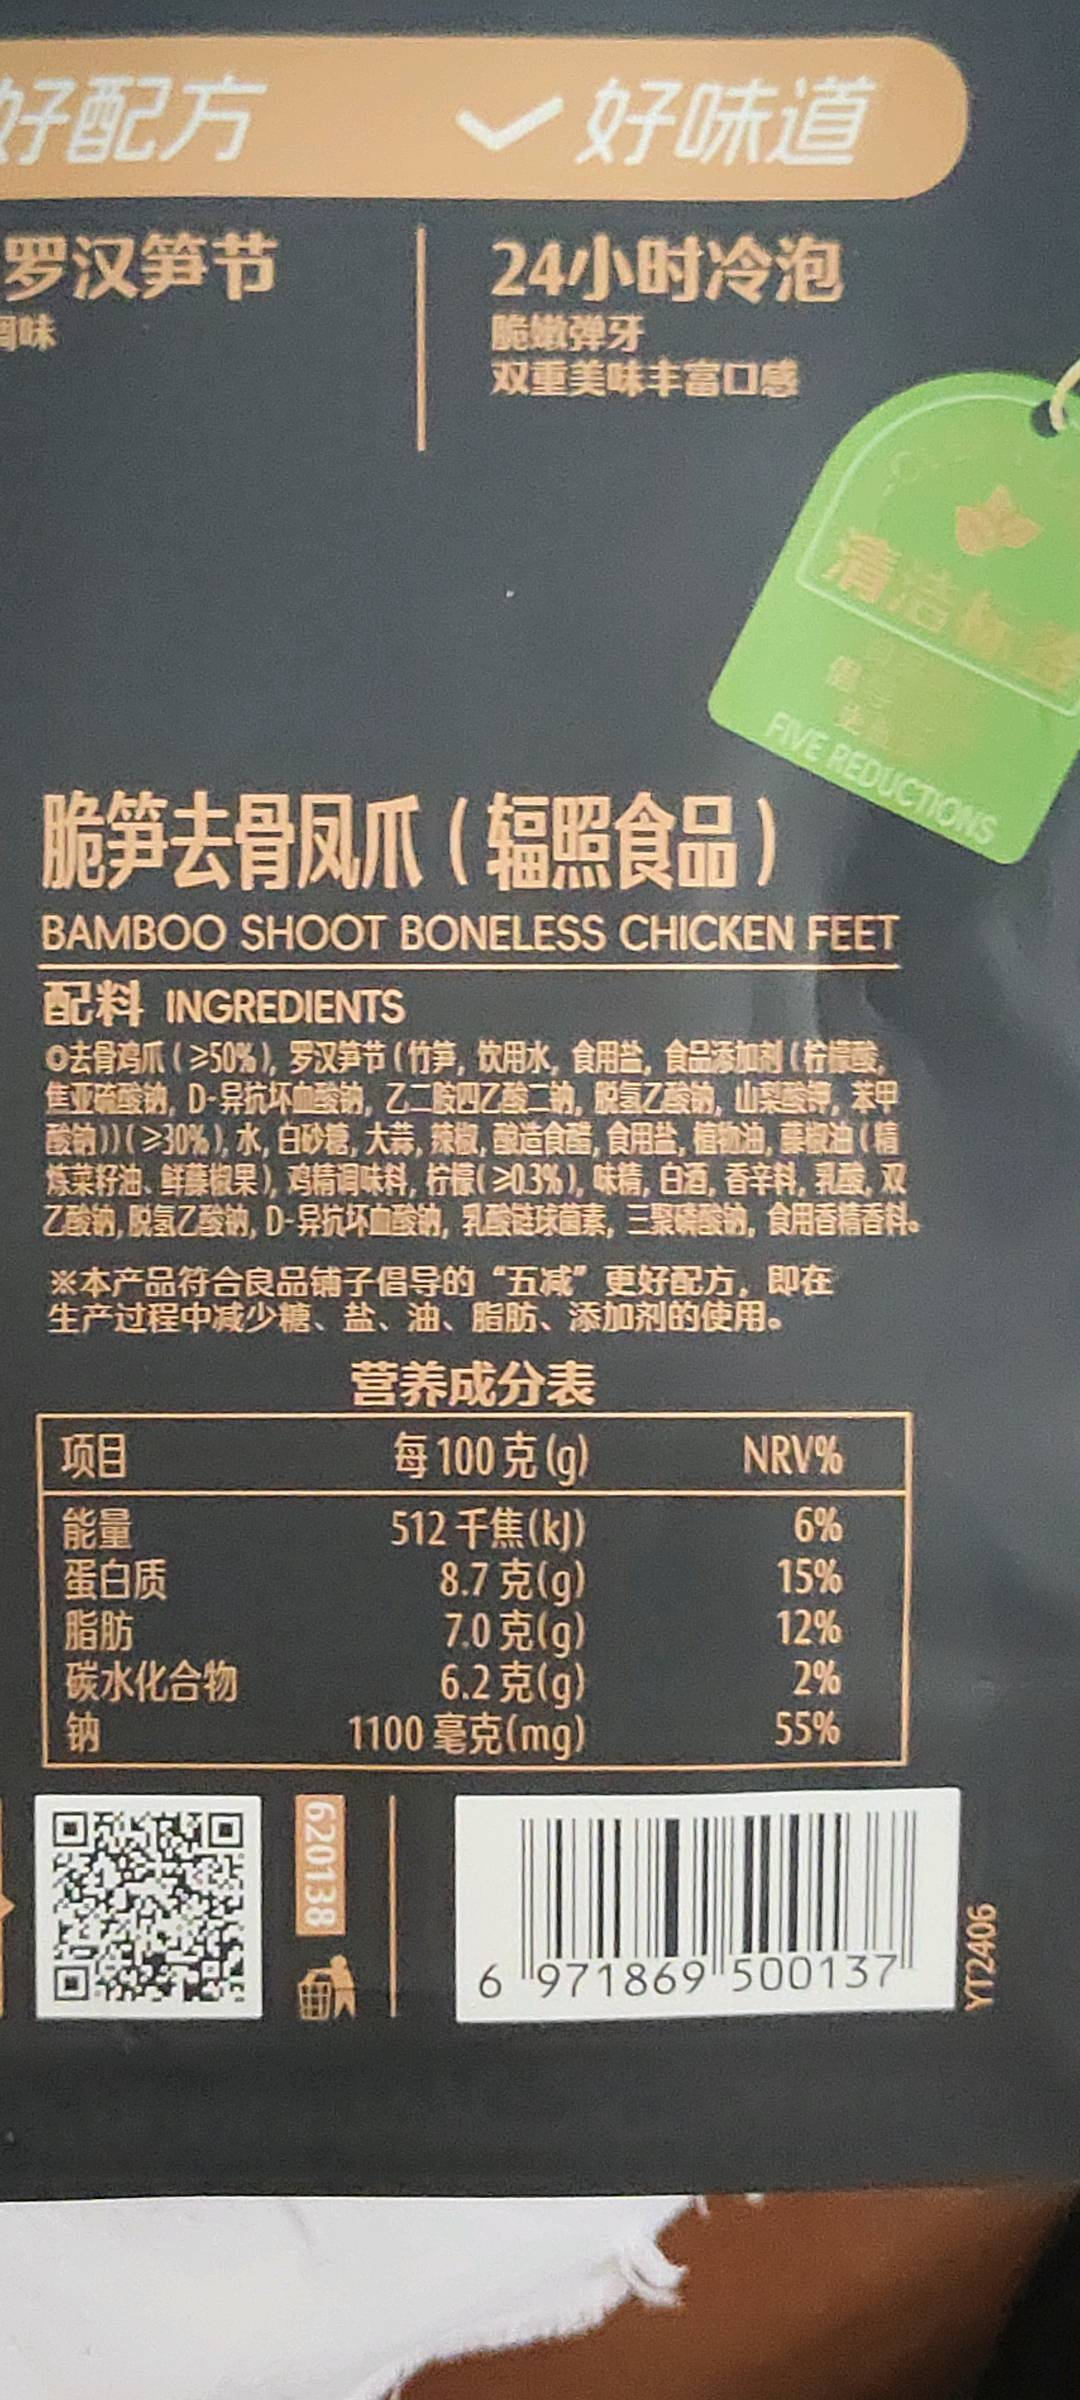 好配方
好味道
罗汉笋节
调味
24小时冷泡
脆嫩弹牙
双重美味丰富口感
清洁标签
FIVE REDUCTIONS
脆笋去骨凤爪（辐照食品）
BAMBOO SHOOT BONELESS CHICKEN FEET
配料 INGREDIENTS
去骨鸡爪（≥50%），罗汉笋节（竹笋，饮用水，食用盐，食品添加剂（柠檬酸，
焦亚硫酸钠，D-异抗坏血酸钠，乙二胺四乙酸二钠，脱氢乙酸钠，山梨酸钾，苯甲
酸钠））（≥30%），水，白砂糖，大蒜，辣椒，酿造食醋，食用盐，植物油，藤椒油（精
炼菜籽油、鲜藤椒果），鸡精调味料，柠檬（≥0.3%），味精，白酒，香辛料，乳酸，双
乙酸钠，脱氢乙酸钠，D-异抗坏血酸钠，乳酸链球菌素，三聚磷酸钠，食用香精香料。
※本产品符合良品铺子倡导的“五减”更好配方，即在
生产过程中减少糖、盐、油、脂肪、添加剂的使用。
营养成分表
项目 每100克(g) NRV%
能量 512千焦(kJ) 6%
蛋白质 8.7克(g) 15%
脂肪 7.0克(g) 12%
碳水化合物 6.2克(g) 2%
钠 1100毫克(mg) 55%
620138
6 971869 500137
YT2406